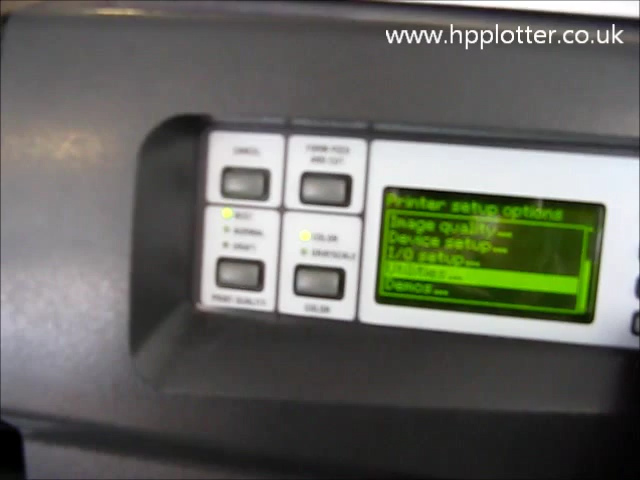 www.hpplotter.co.uk
CANCEL
FORM FEED
AND CUT
BEST
NORMAL
DRAFT
PRINT QUALITY
COLOR
GRAYSCALE
COLOR
Printer setup options
Image quality...
Device setup...
I/O setup...
Utilities...
Demos...